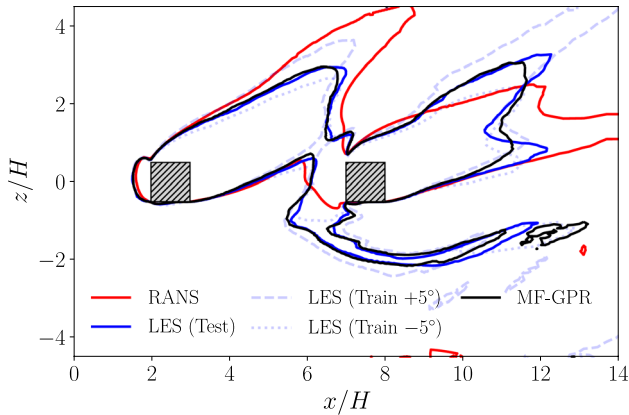 4
2
0
−2
−4
z/H
RANS
LES (Train +5°)
MF-GPR
LES (Test)
LES (Train −5°)
0
2
4
6
8
10
12
14
x/H